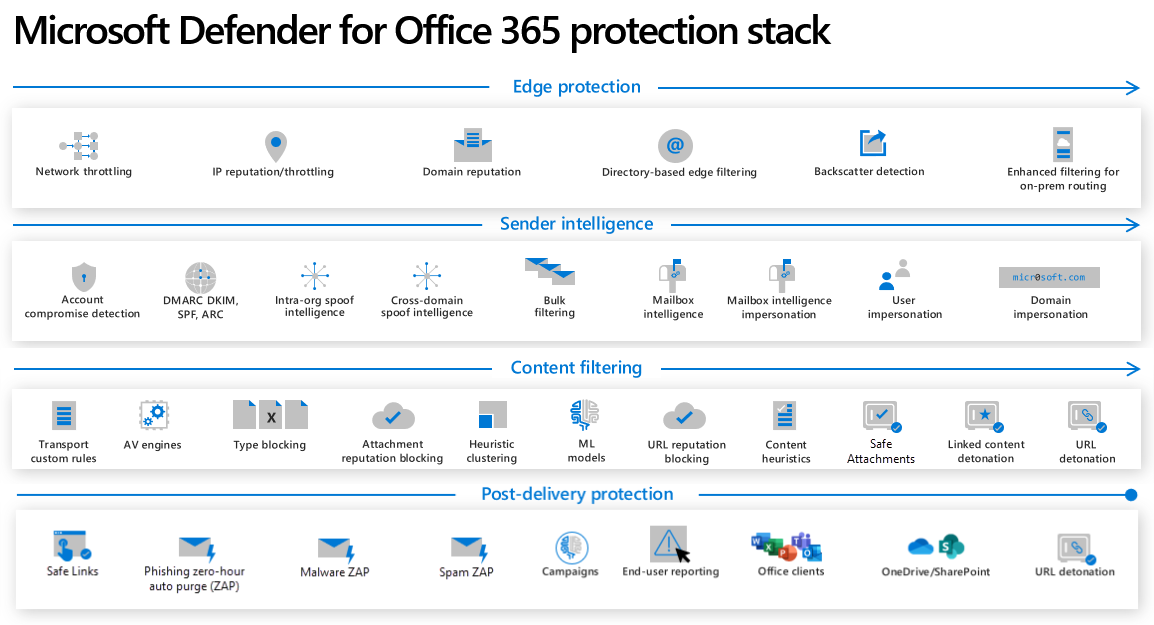 Microsoft Defender for Office 365 protection stack
Edge protection
Network throttling
IP reputation/throttling
Domain reputation
@
Directory-based edge filtering
Backscatter detection
Enhanced filtering for
on-prem routing
Sender intelligence
Account
compromise detection
DMARC DKIM,
SPF, ARC
Intra-org spoof
intelligence
Cross-domain
spoof intelligence
Bulk
filtering
Mailbox
intelligence
Mailbox intelligence
impersonation
User
impersonation
micr0soft.com
Domain
impersonation
Content filtering
Transport
custom rules
AV engines
X
Type blocking
Attachment
reputation blocking
Heuristic
clustering
ML
models
URL reputation
blocking
Content
heuristics
Safe
Attachments
Linked content
detonation
URL
detonation
Post-delivery protection
Safe Links
Phishing zero-hour
auto purge (ZAP)
Malware ZAP
Spam ZAP
Campaigns
End-user reporting
W X P T O
Office clients
S
OneDrive/SharePoint
URL detonation